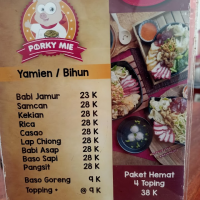 PORKY MIE
Yamien / Bihun
Babi Jamur 23 K
Samcan 28 K
Kekian 28 K
Rica 28 K
Casao 28 K
Lap Chiong 28 K
Babi Asap 28 K
Baso Sapi 28 K
Pangsit 28 K
Baso Goreng 9 K
Topping + @ 9 K
Paket Hemat
4 Toping
38 K